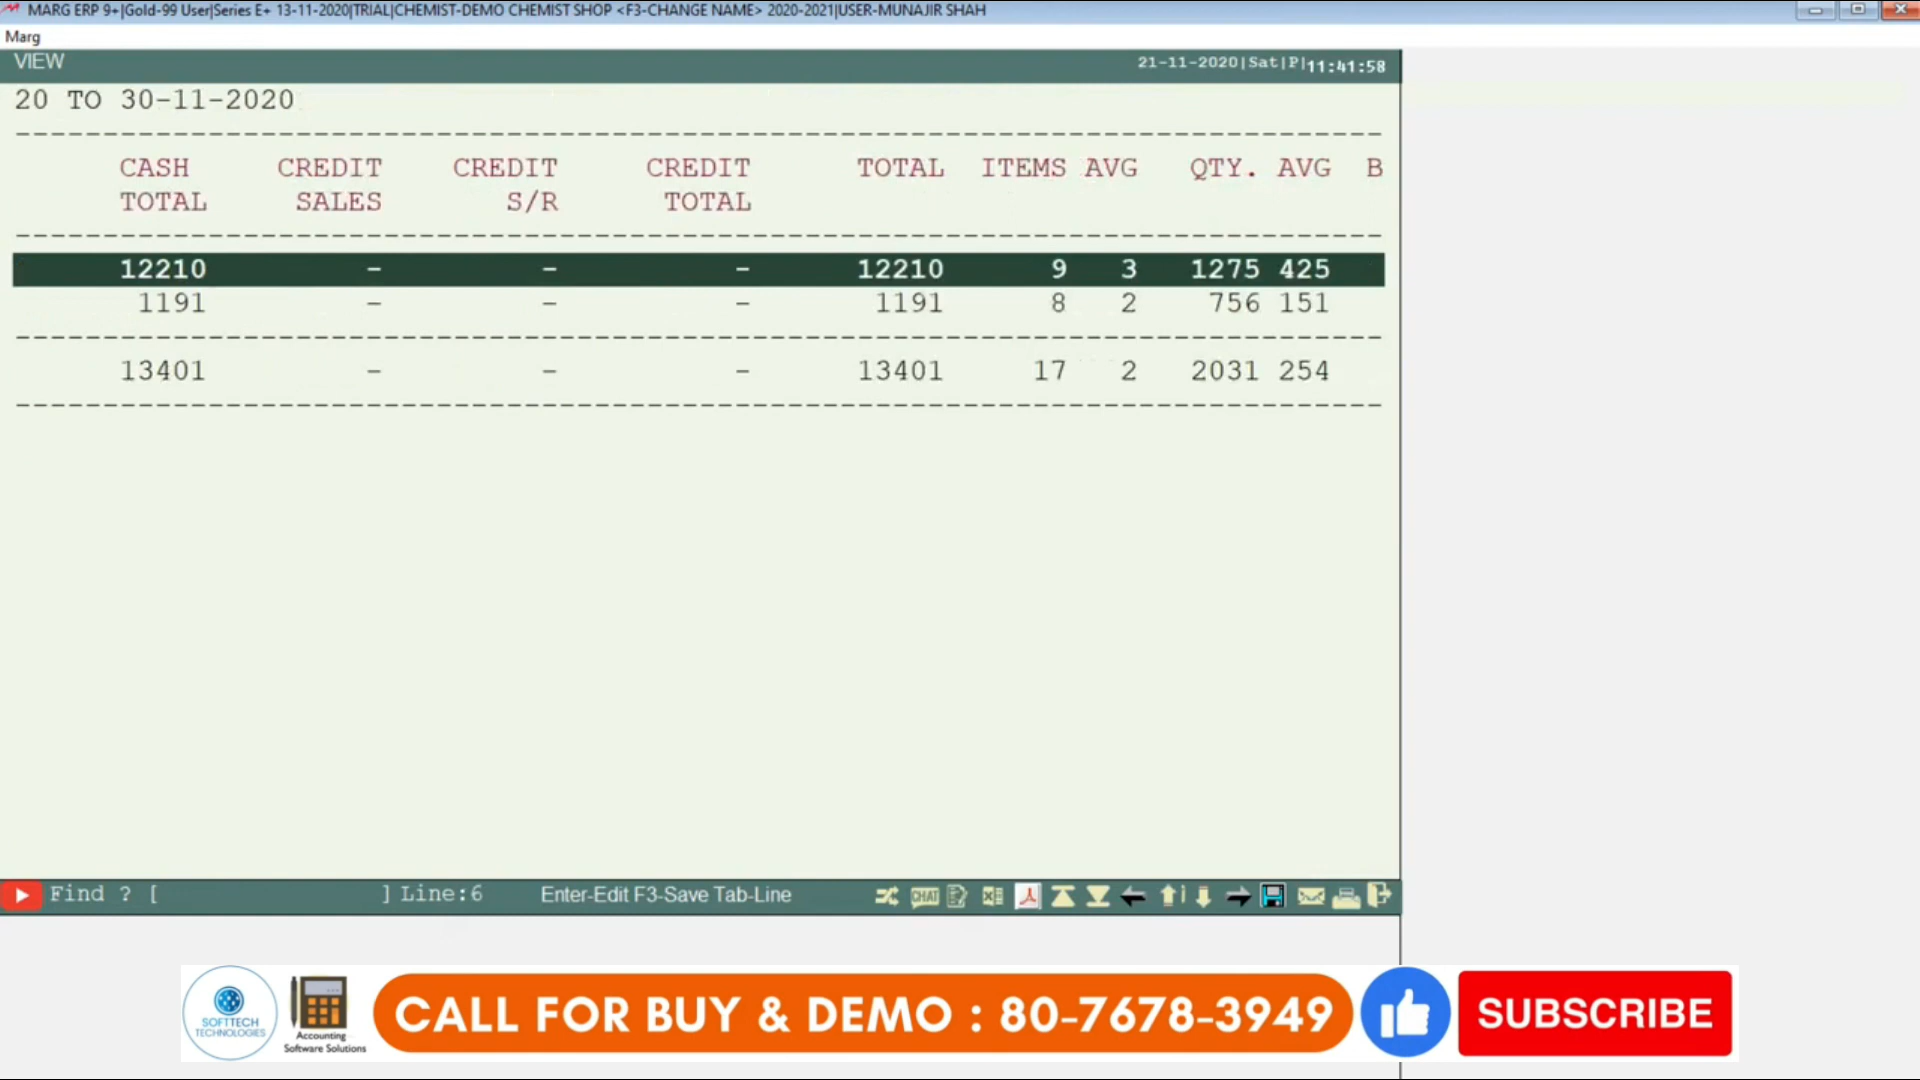 MARG ERP 9+|Gold-99 User|Series E+ 13-11-2020|TRIAL|CHEMIST-DEMO CHEMIST SHOP <F3-CHANGE NAME> 2020-2021|USER-MUNAJIR SHAH
Marg
VIEW 21-11-2020|Sat|P|11:41:58
20 TO 30-11-2020
CASH CREDIT CREDIT CREDIT TOTAL ITEMS AVG QTY. AVG B
TOTAL SALES S/R TOTAL
12210 - - - 12210 9 3 1275 425
1191 - - - 1191 8 2 756 151
13401 - - - 13401 17 2 2031 254
Find ? [ ] Line:6 Enter-Edit F3-Save Tab-Line CHAT
SOFTTECH
TECHNOLOGIES
Accounting
Software Solutions
CALL FOR BUY & DEMO : 80-7678-3949
SUBSCRIBE